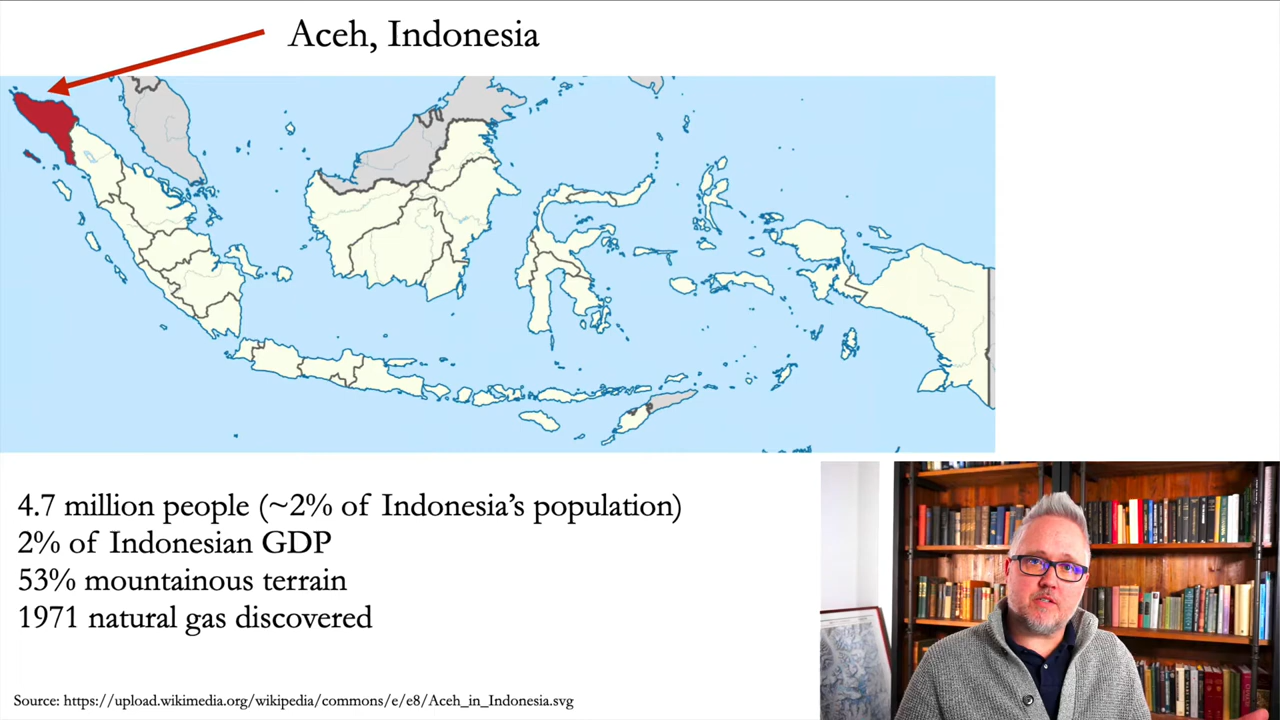 Aceh, Indonesia
4.7 million people (~2% of Indonesia’s population)
2% of Indonesian GDP
53% mountainous terrain
1971 natural gas discovered
Source: https://upload.wikimedia.org/wikipedia/commons/e/e8/Aceh_in_Indonesia.svg